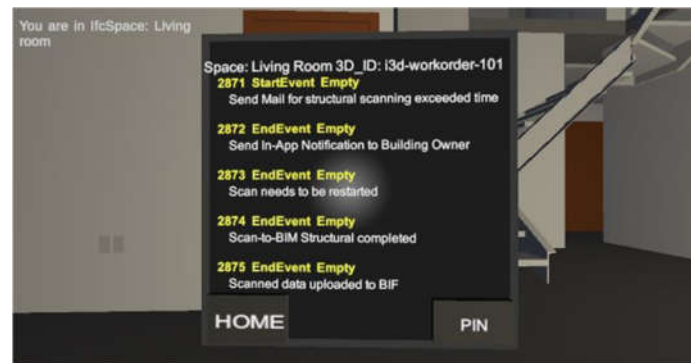 You are in IfcSpace: Living
room
Space: Living Room 3D_ID: i3d-workorder-101
2871 StartEvent Empty
Send Mail for structural scanning exceeded time
2872 EndEvent Empty
Send In-App Notification to Building Owner
2873 EndEvent Empty
Scan needs to be restarted
2874 EndEvent Empty
Scan-to-BIM Structural completed
2875 EndEvent Empty
Scanned data uploaded to BIF
HOME
PIN